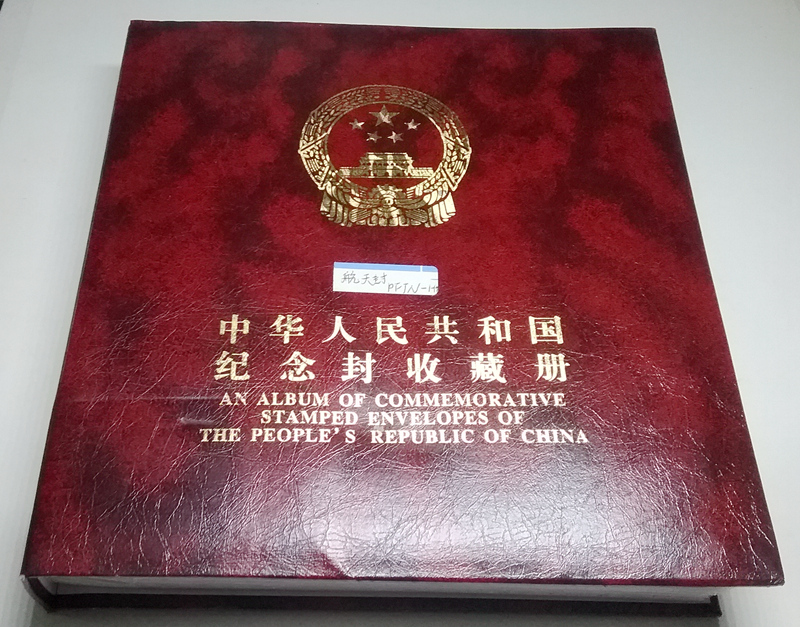 航天封
PFTN-
中华人民共和国
纪念封收藏册
AN ALBUM OF COMMEMORATIVE
STAMPED ENVELOPES OF
THE PEOPLE'S REPUBLIC OF CHINA